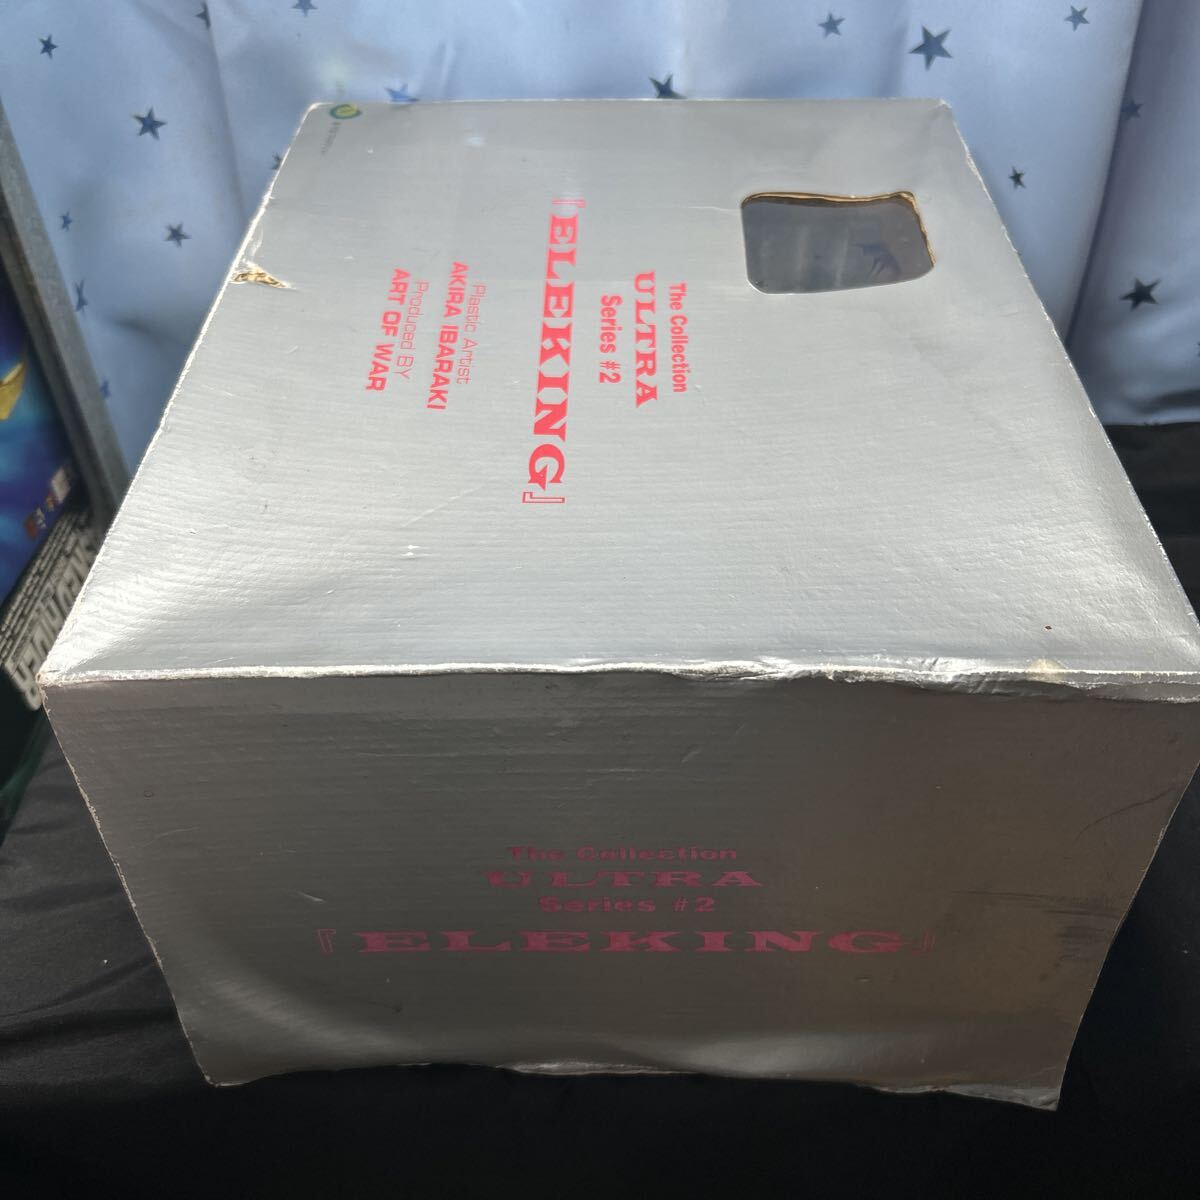 The Collection
ULTRA
Series #2
『ELEKING』
Plastic Artist
AKIRA IBARAKI
Produced BY
ART OF WAR
The Collection
ULTRA
Series #2
『ELEKING』